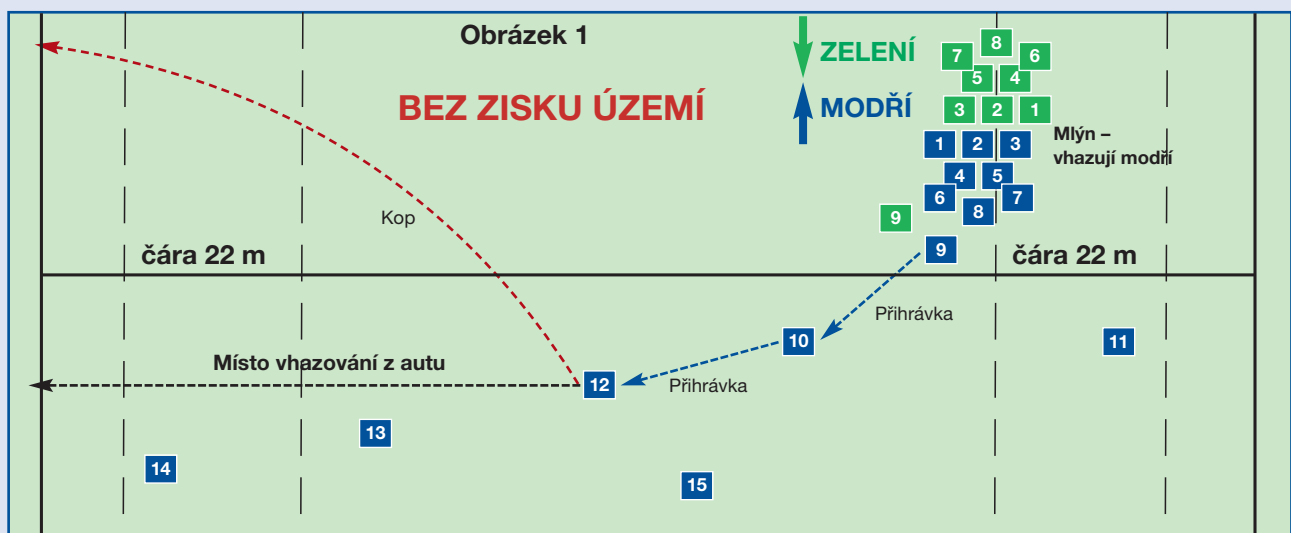 Obrázek 1
BEZ ZISKU ÚZEMÍ
ZELENÍ
MODŘÍ
8
7
6
5
4
3
2
1
Mlýn –
vhazují modří
1
2
3
4
5
6
7
8
9
9
Kop
čára 22 m
čára 22 m
Přihrávka
10
11
Místo vhazování z autu
12
Přihrávka
13
14
15